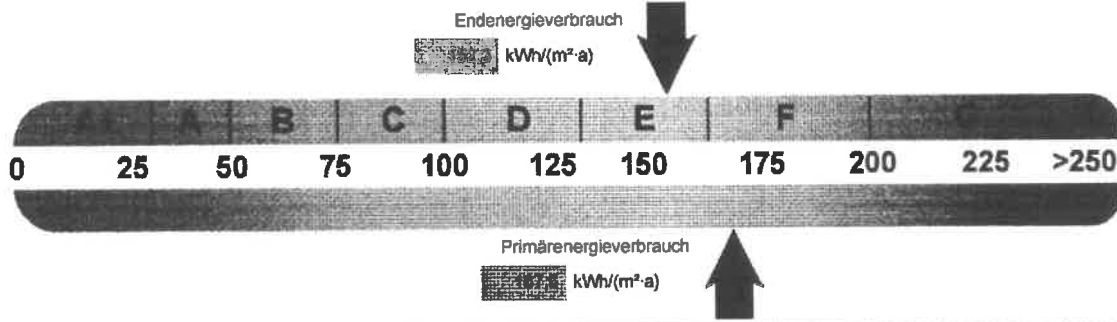 Endenergieverbrauch
kWh/(m²·a)
A+ A B C D E F G
0 25 50 75 100 125 150 175 200 225 >250
Primärenergieverbrauch
kWh/(m²·a)